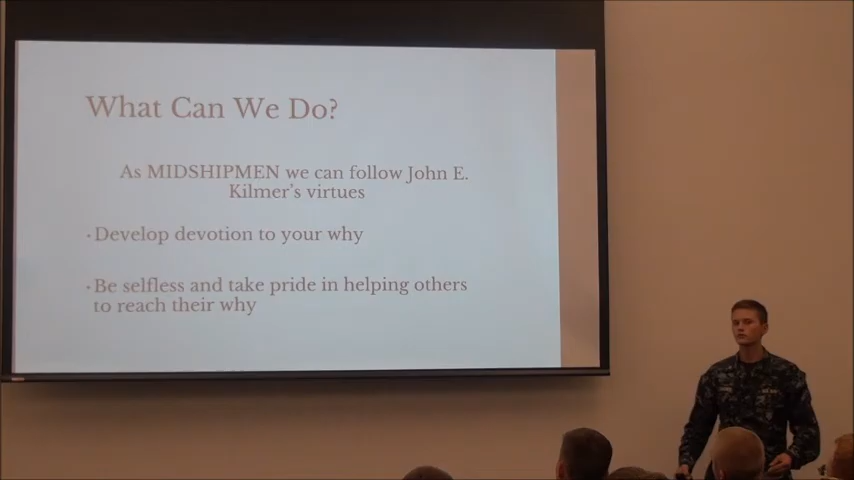 What Can We Do?
As MIDSHIPMEN we can follow John E.
Kilmer's virtues
·Develop devotion to your why
·Be selfless and take pride in helping others
to reach their why